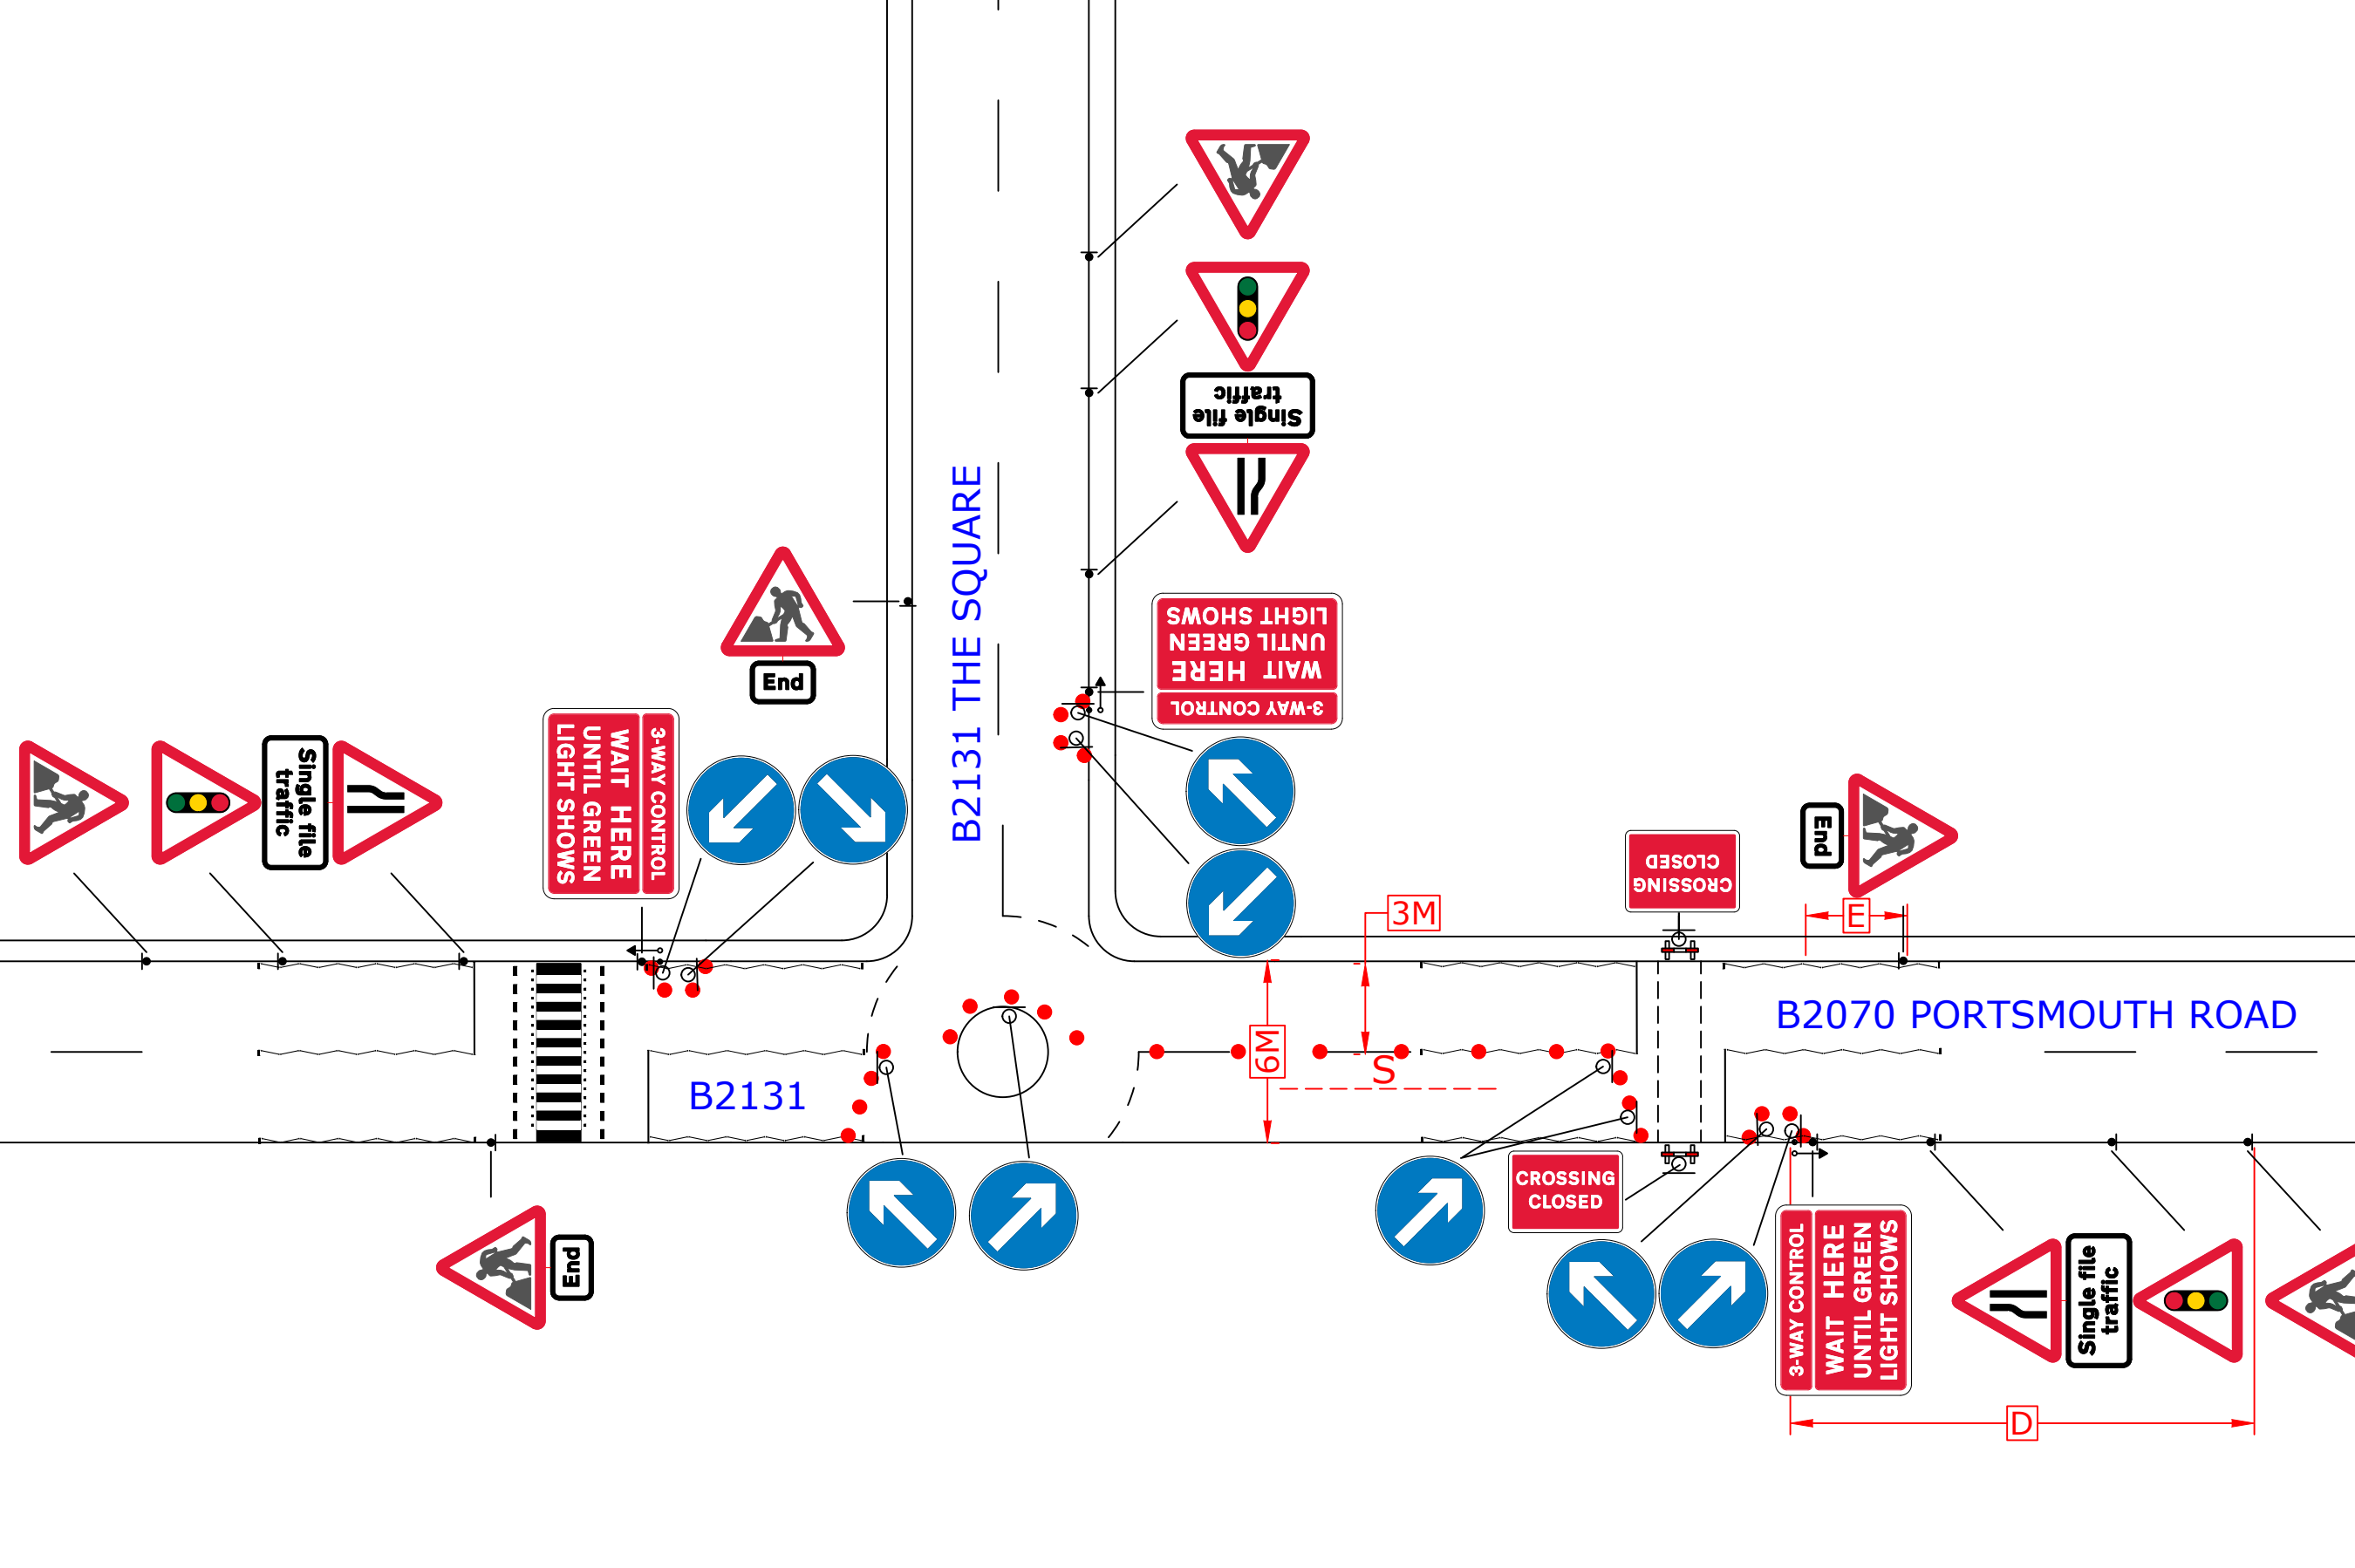 Single file
traffic
3-WAY CONTROL
WAIT HERE
UNTIL GREEN
LIGHT SHOWS
End
B2131 THE SQUARE
3-WAY CONTROL
WAIT HERE
UNTIL GREEN
LIGHT SHOWS
Single file
traffic
3-WAY CONTROL
WAIT HERE
UNTIL GREEN
LIGHT SHOWS
CROSSING
CLOSED
End
3M
E
B2070 PORTSMOUTH ROAD
6M
S
B2131
CROSSING
CLOSED
End
Single file
traffic
D